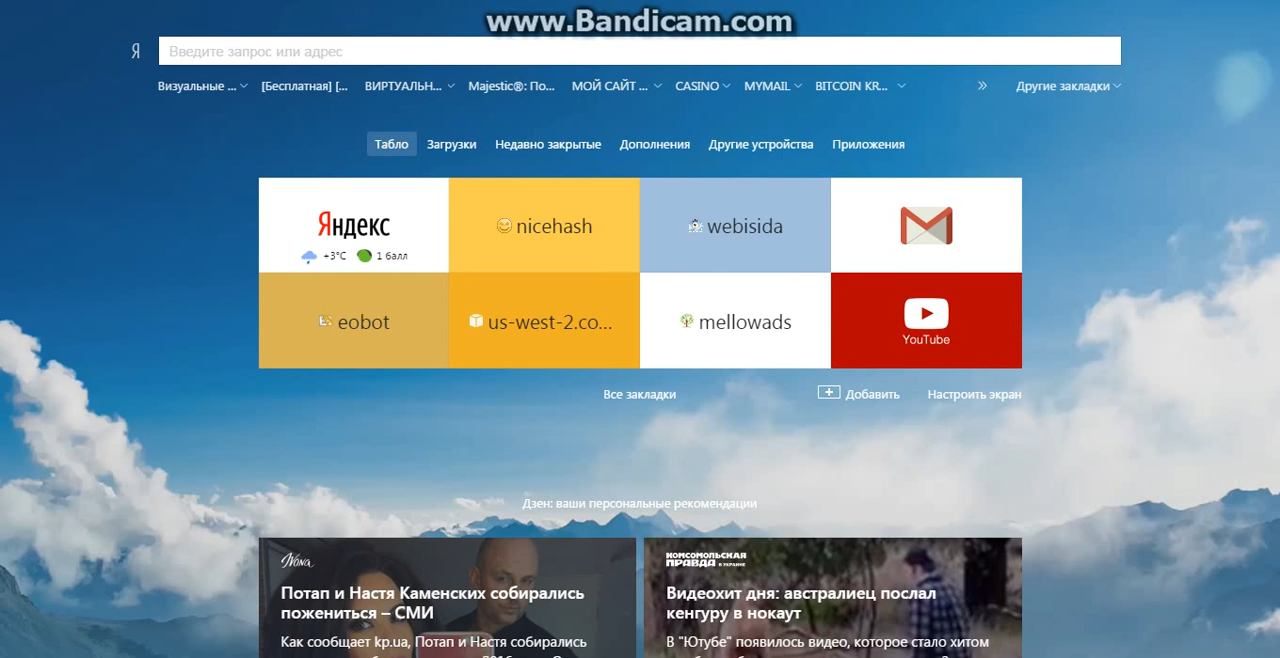 www.Bandicam.com
Я Введите запрос или адрес
Визуальные ... [Бесплатная] [... ВИРТУАЛЬН... Majestic®: По... МОЙ САЙТ ... CASINO MYMAIL BITCOIN KR... » Другие закладки
Табло Загрузки Недавно закрытые Дополнения Другие устройства Приложения
Яндекс nicehash webisida
+3°C 1 балл
eobot us-west-2.co... mellowads
YouTube
Все закладки Добавить Настроить экран
Дзен: ваши персональные рекомендации
Nona
Потап и Настя Каменских собирались
пожениться – СМИ
Как сообщает kp.ua, Потап и Настя собирались
КОМСОМОЛЬСКАЯ
ПРАВДА В УКРАИНЕ
Видеохит дня: австралиец послал
кенгуру в нокаут
В "Ютубе" появилось видео, которое стало хитом